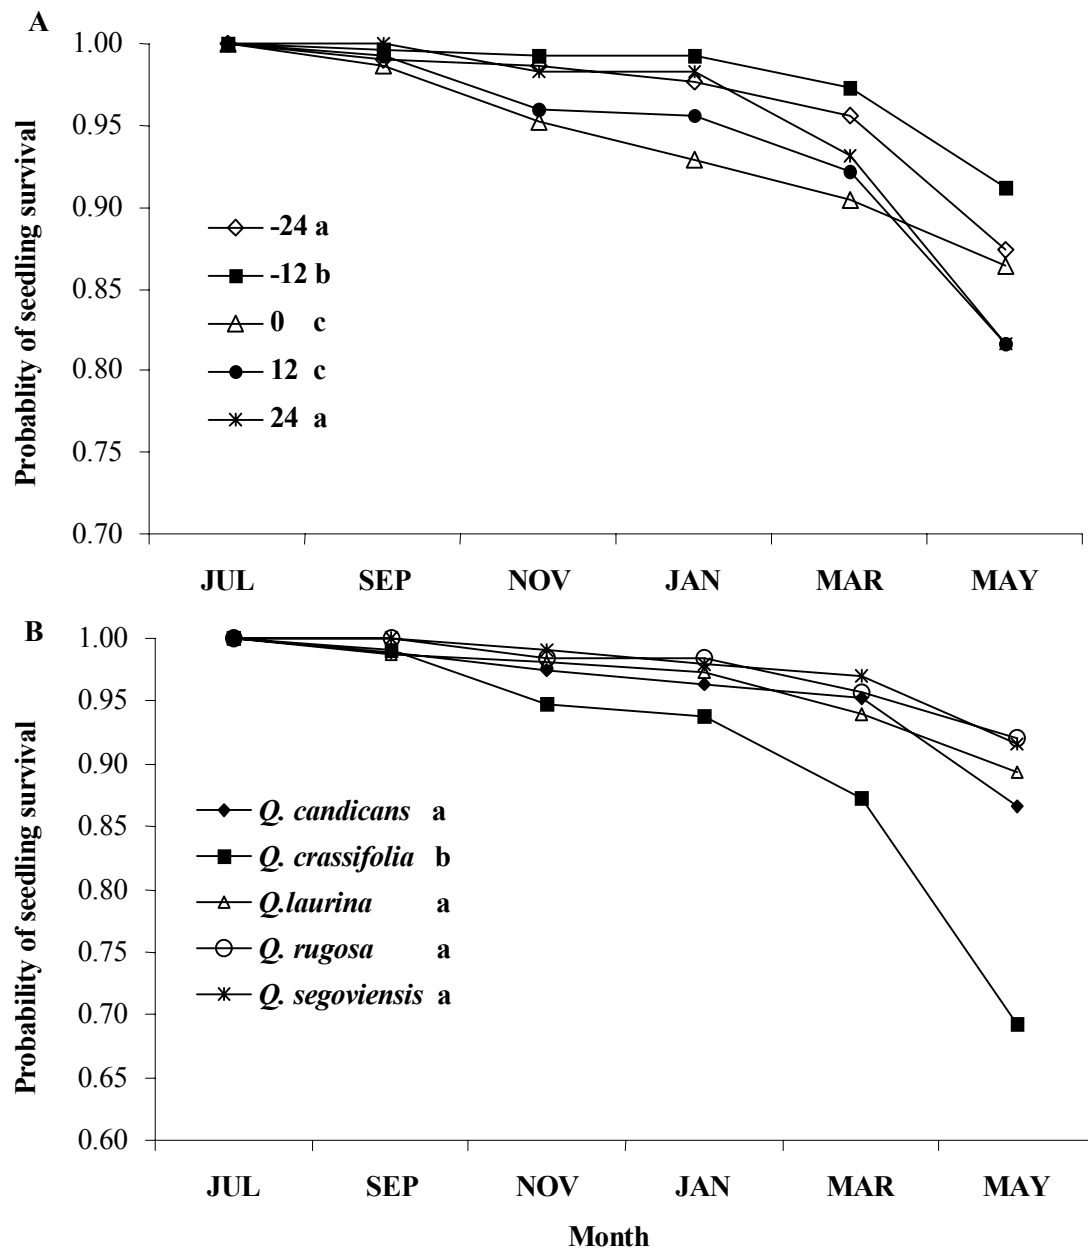 A
Probablity of seedling survival
1.00
0.95
0.90
0.85
0.80
0.75
0.70
-24 a
-12 b
0 c
12 c
24 a
JUL SEP NOV JAN MAR MAY
B
Probability of seedling survival
1.00
0.95
0.90
0.85
0.80
0.75
0.70
0.65
0.60
Q. candicans a
Q. crassifolia b
Q.laurina a
Q. rugosa a
Q. segoviensis a
JUL SEP NOV JAN MAR MAY
Month